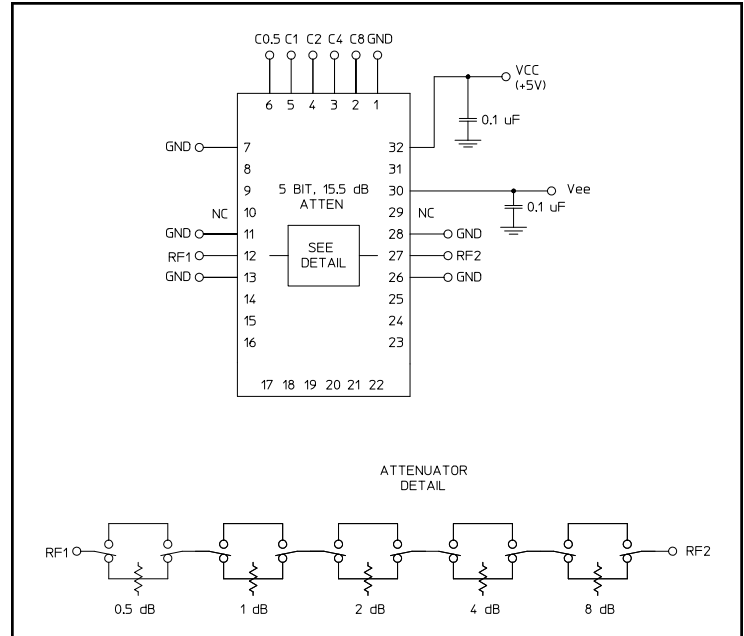 C0.5 C1 C2 C4 C8 GND
6 5 4 3 2 1
VCC
(+5V)
0.1 uF
GND 7 32
8 31
9 30 Vee
5 BIT, 15.5 dB
ATTEN
0.1 uF
NC 10 29 NC
GND 11 28 GND
RF1 12 27 RF2
SEE
DETAIL
GND 13 26 GND
14 25
15 24
16 23
17 18 19 20 21 22
ATTENUATOR
DETAIL
RF1 RF2
0.5 dB 1 dB 2 dB 4 dB 8 dB